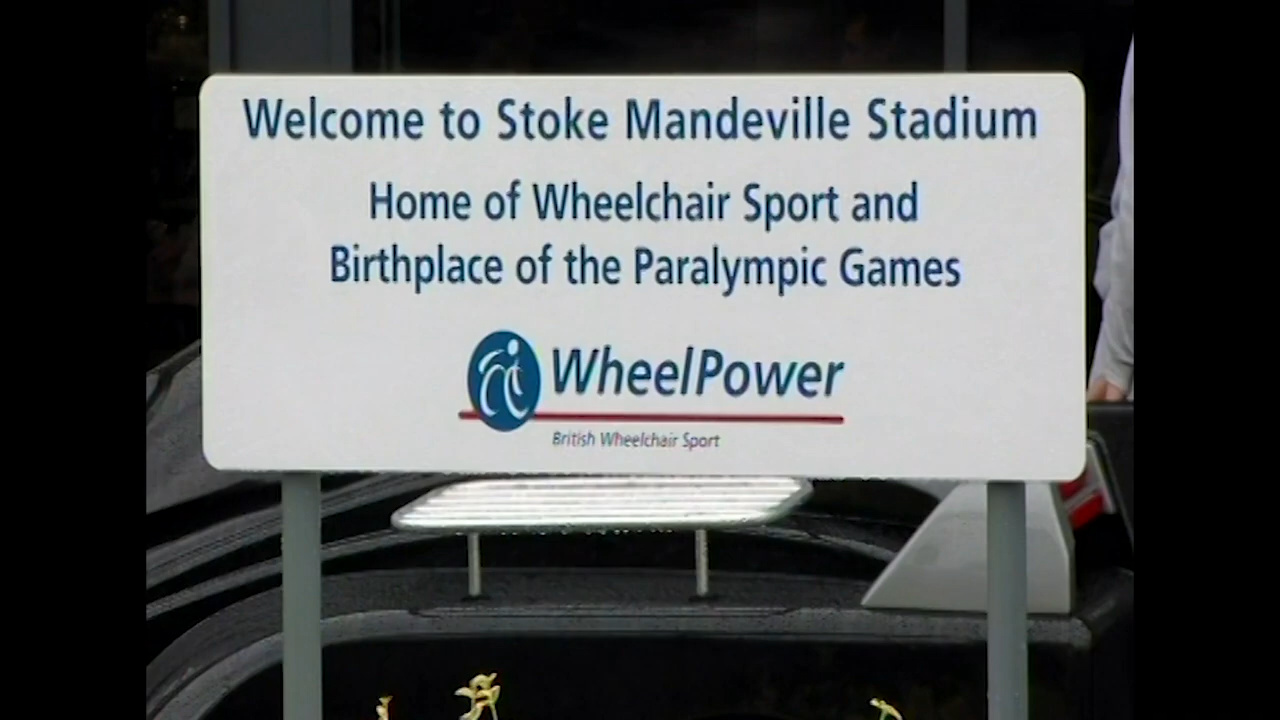 Welcome to Stoke Mandeville Stadium
Home of Wheelchair Sport and
Birthplace of the Paralympic Games
WheelPower
British Wheelchair Sport